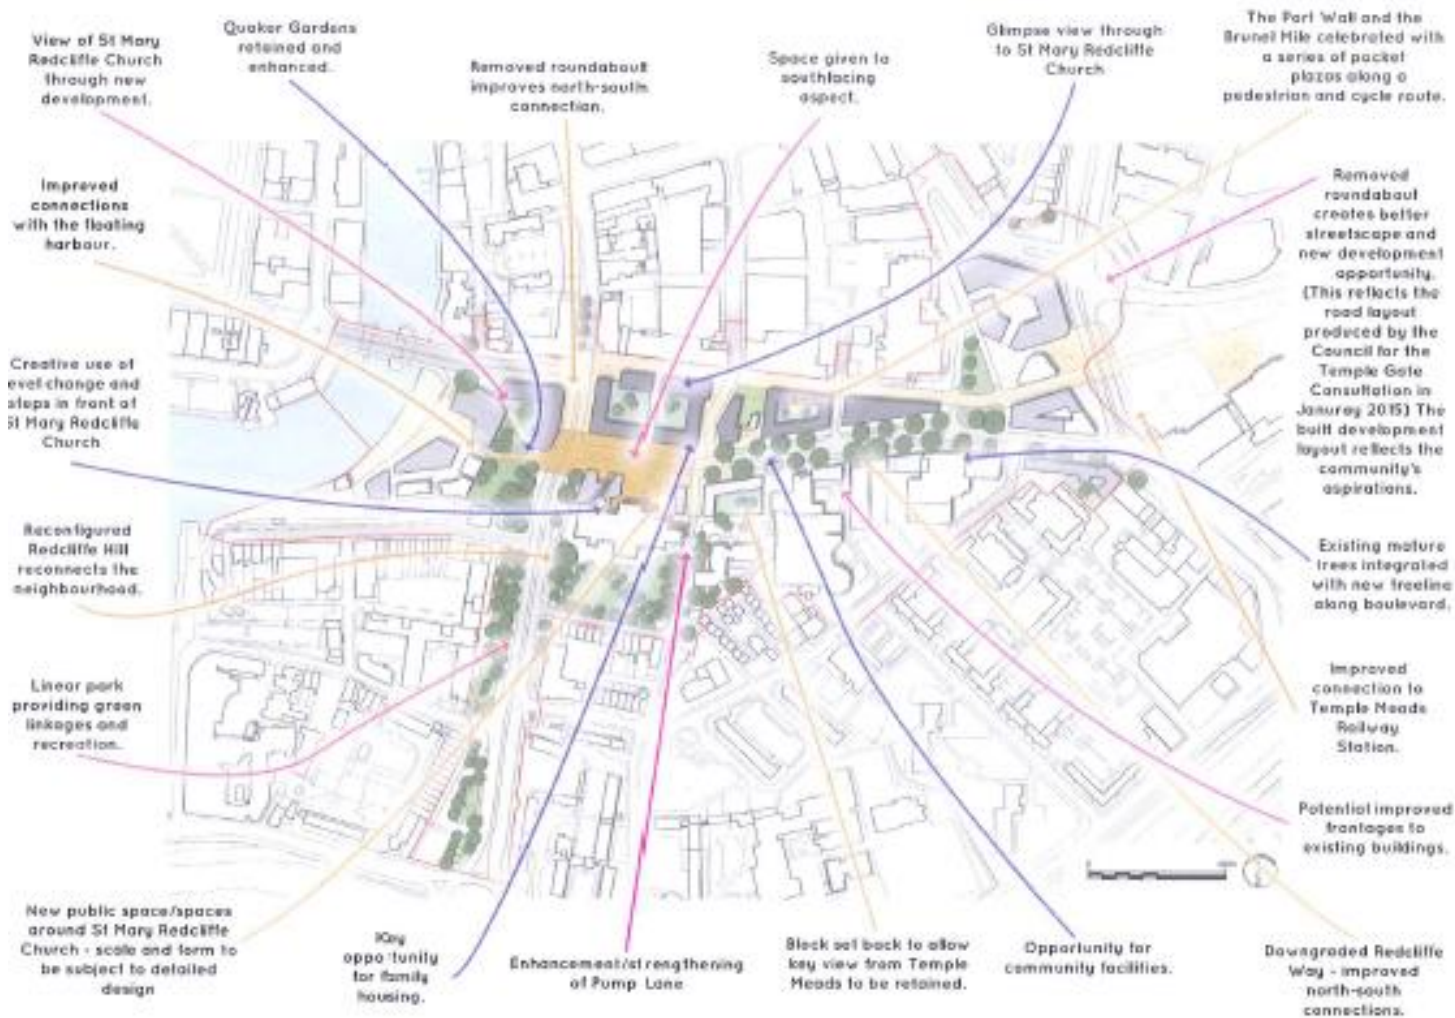 View of St Mary
Redcliffe Church
through new
development.
Quaker Gardens
retained and
enhanced.
Removed roundabout
improves north-south
connection.
Space given to
southfacing
aspect.
Glimpse view through
to St Mary Redcliffe
Church
The Port Wall and the
Brunel Mile celebrated with
a series of pocket
plazas along a
pedestrian and cycle route.
Improved
connections
with the floating
harbour.
Creative use of
evel change and
steps in front of
St Mary Redcliffe
Church
Reconfigured
Redcliffe Hill
reconnects the
neighbourhood.
Linear park
providing green
linkages and
recreation.
New public space/spaces
around St Mary Redcliffe
Church - scale and form to
be subject to detailed
design
Key
oppo tunity
for family
housing.
Enhancement/st rengthening
of Pump Lane
Block set back to allow
key view from Temple
Meads to be retained.
Opportunity for
community facilities.
Downgraded Redcliffe
Way - improved
north-south
connections.
Potential improved
frontages to
existing buildings.
Improved
connection to
Temple Meads
Railway
Station.
Existing mature
trees integrated
with new treeline
along boulevard.
Removed
roundabout
creates better
streetscape and
new development
opportunity.
(This reflects the
road layout
produced by the
Council for the
Temple Gate
Consultation in
Januray 2015) The
built development
layout reflects the
community's
aspirations.